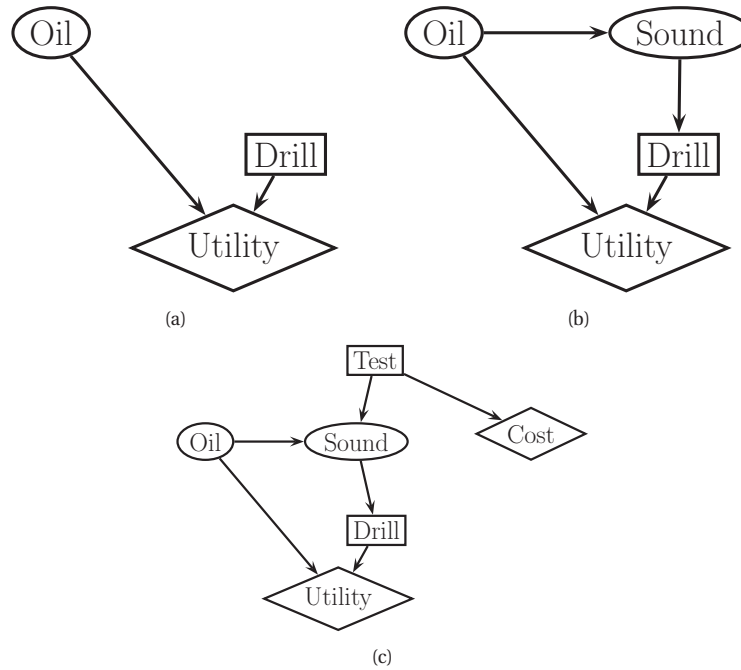 Oil
Drill
Utility
(a)
Oil
Sound
Drill
Utility
(b)
Test
Oil
Sound
Cost
Drill
Utility
(c)